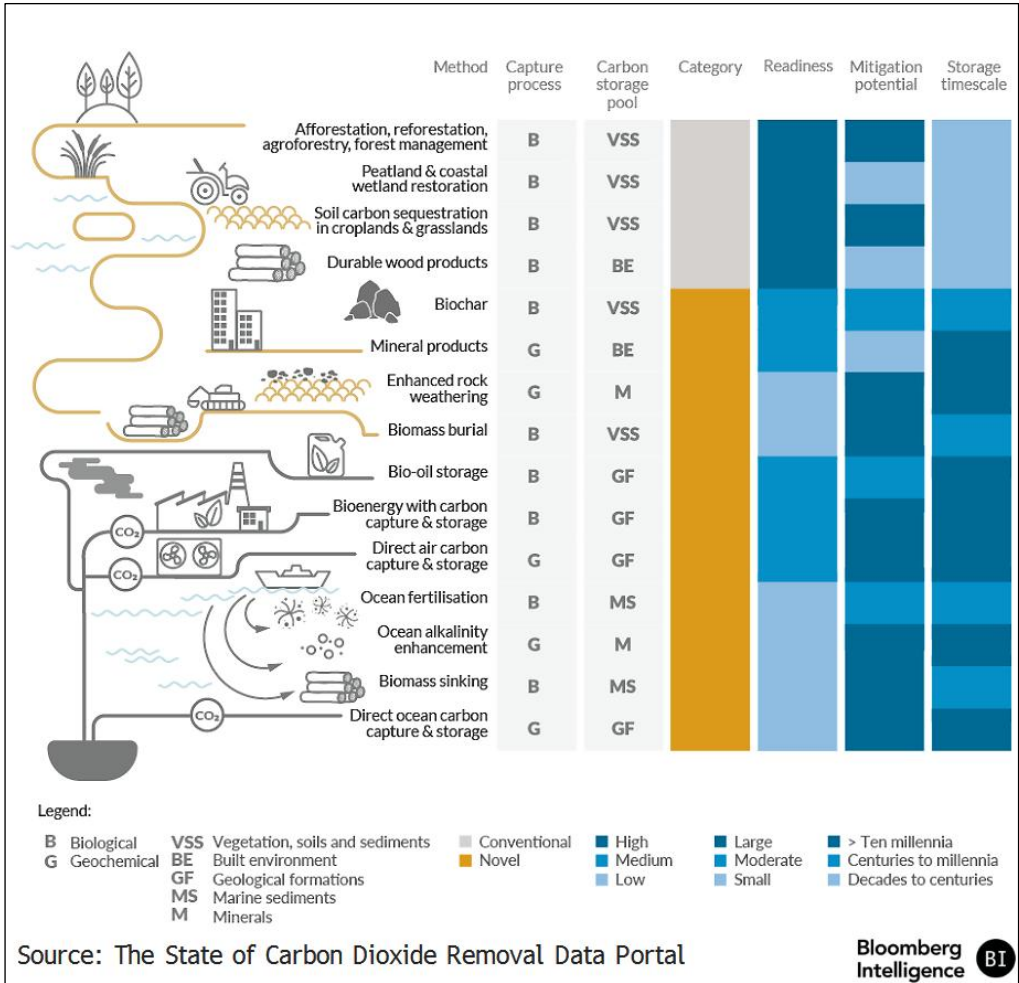 Method
Capture process
Carbon storage pool
Category
Readiness
Mitigation potential
Storage timescale
Afforestation, reforestation,
agroforestry, forest management
B
VSS
Peatland & coastal
wetland restoration
B
VSS
Soil carbon sequestration
in croplands & grasslands
B
VSS
Durable wood products
B
BE
Biochar
B
VSS
Mineral products
G
BE
Enhanced rock
weathering
G
M
Biomass burial
B
VSS
Bio-oil storage
B
GF
CO₂
Bioenergy with carbon
capture & storage
B
GF
CO₂
Direct air carbon
capture & storage
G
GF
Ocean fertilisation
B
MS
Ocean alkalinity
enhancement
G
M
Biomass sinking
B
MS
CO₂
Direct ocean carbon
capture & storage
G
GF
Legend:
B Biological
G Geochemical
VSS Vegetation, soils and sediments
BE Built environment
GF Geological formations
MS Marine sediments
M Minerals
Conventional
Novel
High
Medium
Low
Large
Moderate
Small
> Ten millennia
Centuries to millennia
Decades to centuries
Source: The State of Carbon Dioxide Removal Data Portal
Bloomberg
Intelligence
BI